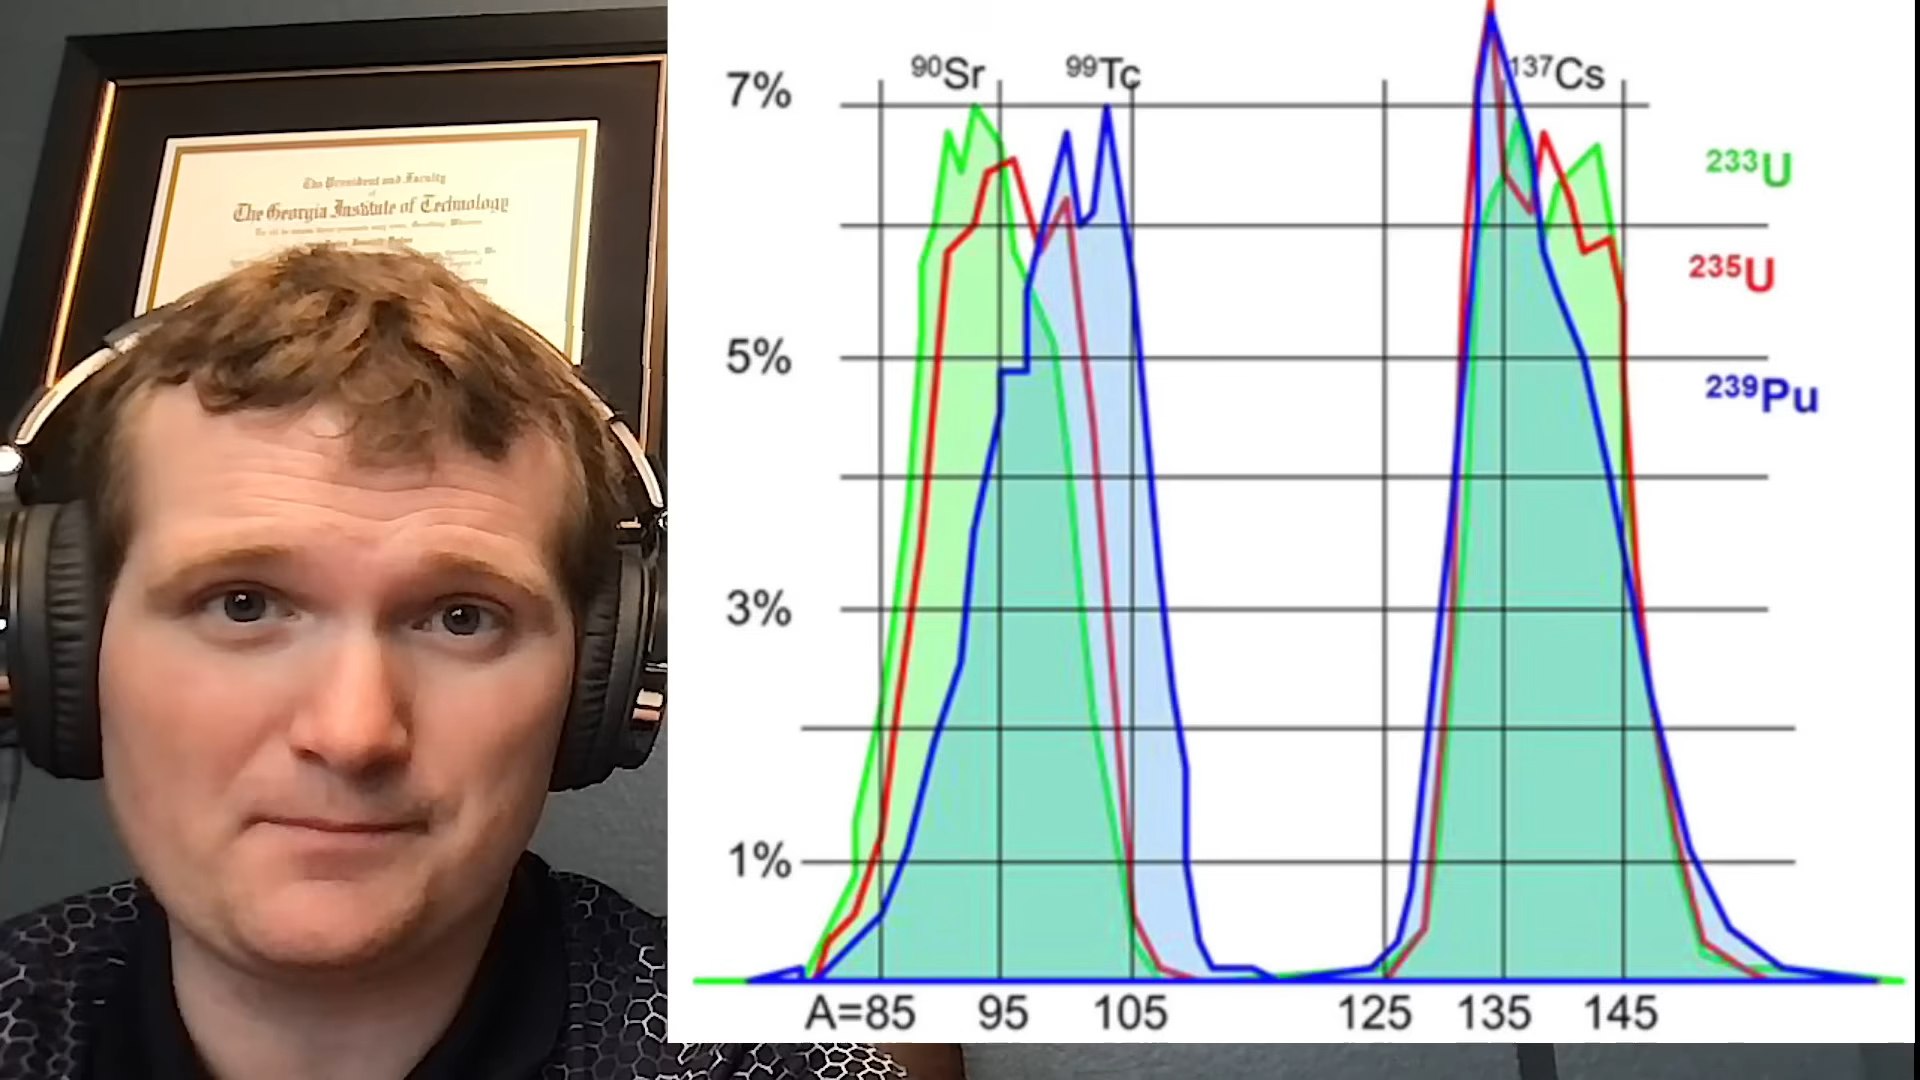 The President and Faculty
of
The Georgia Institute of Technology
7%
5%
3%
1%
⁹⁰Sr
⁹⁹Tc
¹³⁷Cs
²³³U
²³⁵U
²³⁹Pu
A=85
95
105
125
135
145